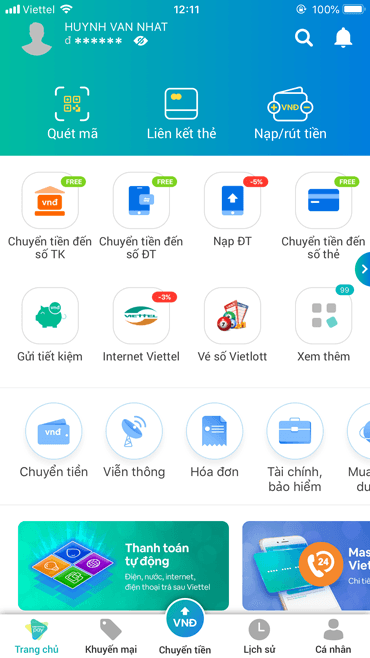 Viettel 12:11 100%
HUYNH VAN NHAT
đ ******
VNĐ
Quét mã Liên kết thẻ Nạp/rút tiền
FREE FREE -5% FREE
vnđ
Chuyển tiền đến số TK
Chuyển tiền đến số ĐT
Nạp ĐT
Chuyển tiền đến số thẻ
-3% 99
vnđ
VIETTEL
Gửi tiết kiệm Internet Viettel Vé số Vietlott Xem thêm
vnđ
Chuyển tiền Viễn thông Hóa đơn Tài chính, bảo hiểm
Mua
du
Thanh toán
tự động
Điện, nước, internet,
điện thoại trả sau Viettel
24
Mas
Viet
Chi tiê
VNĐ
Trang chủ Khuyến mại Chuyển tiền Lịch sử Cá nhân